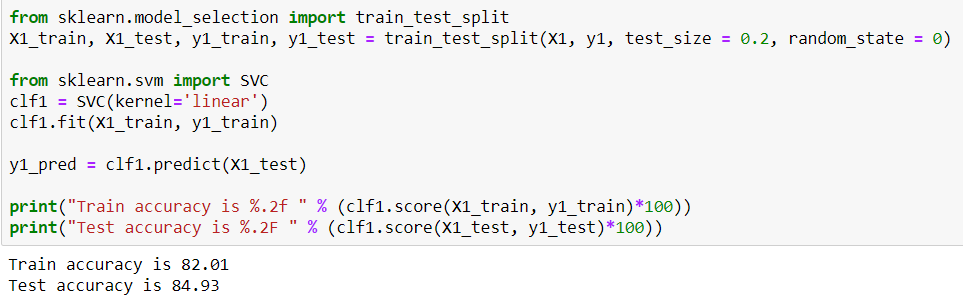 from sklearn.model_selection import train_test_split
X1_train, X1_test, y1_train, y1_test = train_test_split(X1, y1, test_size = 0.2, random_state = 0)
from sklearn.svm import SVC
clf1 = SVC(kernel='linear')
clf1.fit(X1_train, y1_train)
y1_pred = clf1.predict(X1_test)
print("Train accuracy is %.2f " % (clf1.score(X1_train, y1_train)*100))
print("Test accuracy is %.2F " % (clf1.score(X1_test, y1_test)*100))
Train accuracy is 82.01
Test accuracy is 84.93